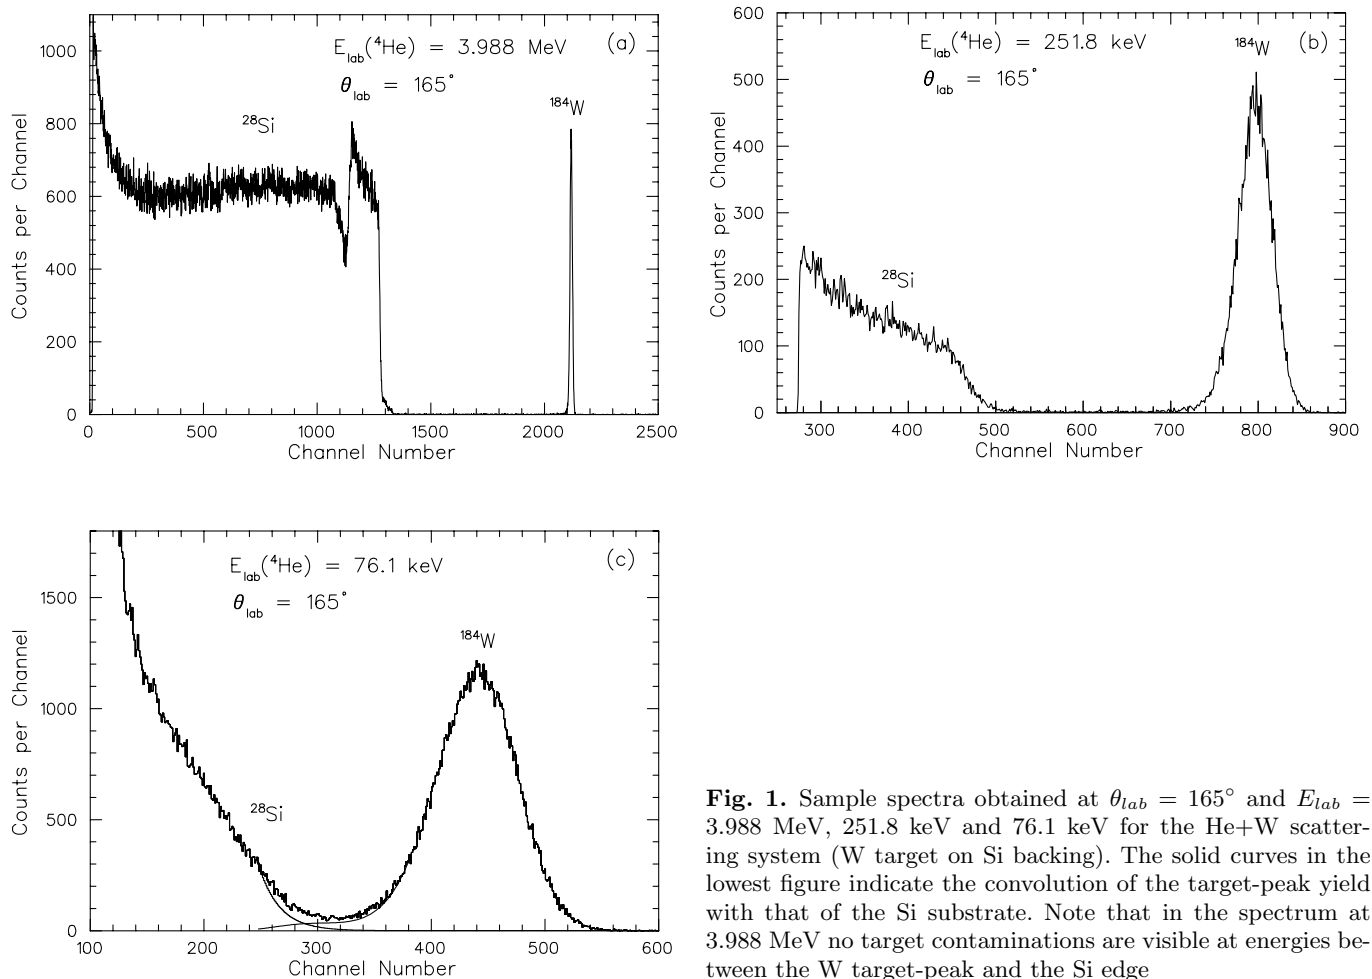 E_lab(⁴He) = 3.988 MeV (a)
θ_lab = 165°
²⁸Si
¹⁸⁴W
Counts per Channel
1000
800
600
400
200
0
0 500 1000 1500 2000 2500
Channel Number
E_lab(⁴He) = 251.8 keV (b)
θ_lab = 165°
¹⁸⁴W
²⁸Si
Counts per Channel
600
500
400
300
200
100
0
300 400 500 600 700 800 900
Channel Number
E_lab(⁴He) = 76.1 keV (c)
θ_lab = 165°
¹⁸⁴W
²⁸Si
Counts per Channel
1500
1000
500
0
100 200 300 400 500 600
Channel Number
Fig. 1. Sample spectra obtained at θ_lab = 165° and E_lab =
3.988 MeV, 251.8 keV and 76.1 keV for the He+W scatter-
ing system (W target on Si backing). The solid curves in the
lowest figure indicate the convolution of the target-peak yield
with that of the Si substrate. Note that in the spectrum at
3.988 MeV no target contaminations are visible at energies be-
tween the W target-peak and the Si edge